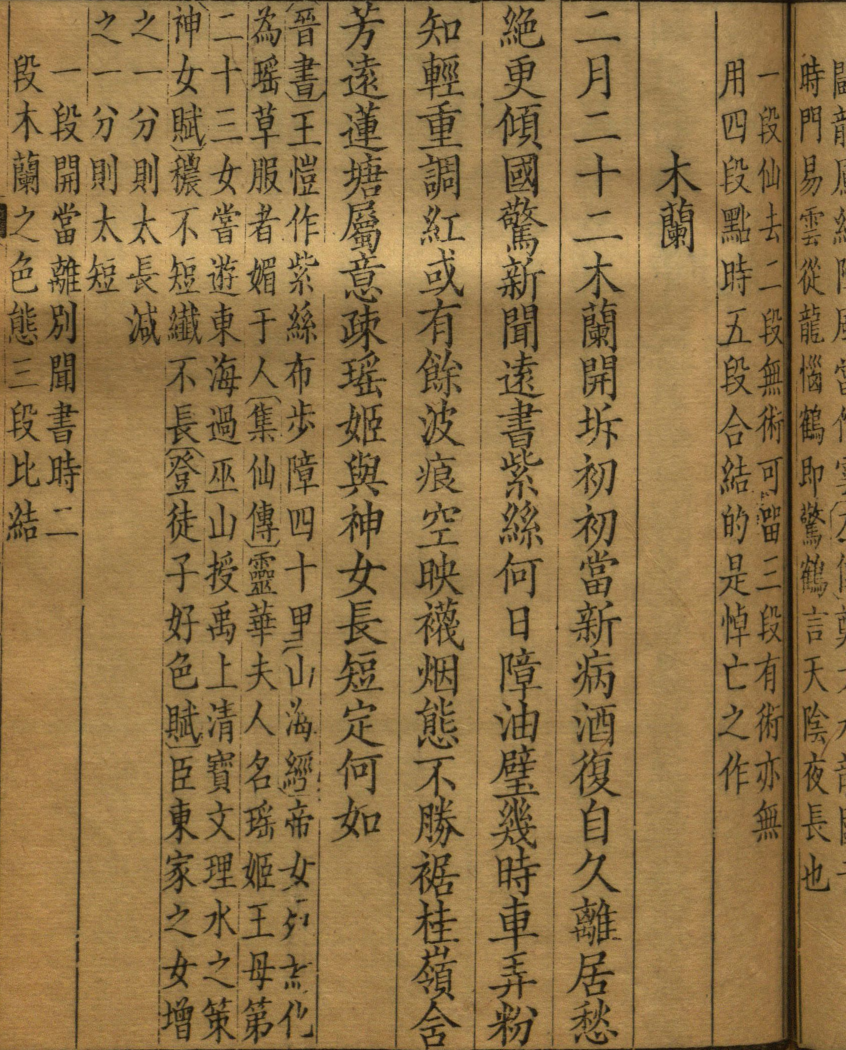 時門易雲從龍惱鶴即驚鶴言天陰夜長也
一段仙去二段無術可畱三段有術亦無
用四段點時五段合結的是悼亡之作
木蘭
二月二十二木蘭開坼初初當新病酒復自久離居愁
絕更傾國驚新聞遠書紫絲何日障油壁幾時車弄粉
知輕重調紅或有餘波痕空映襪烟態不勝裾桂嶺含
芳遠蓮塘屬意疎瑶姬與神女長短定何如
晉書王愷作紫絲布步障四十里山海經帝女化
為瑶草服者媚于人集仙傳靈華夫人名瑶姬王母第
二十三女嘗遊東海過巫山授禹上清寶文理水之策
神女賦穠不短纖不長登徒子好色賦臣東家之女增
之一分則太長減
之一分則太短
一段開當離別聞書時二
段木蘭之色態三段比結